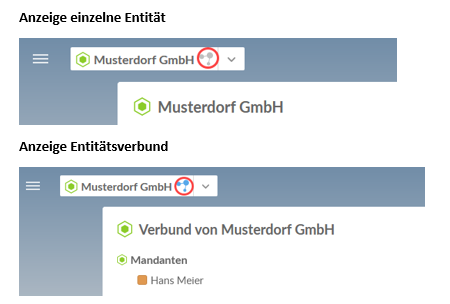 Anzeige einzelne Entität
Musterdorf GmbH
Musterdorf GmbH
Anzeige Entitätsverbund
Musterdorf GmbH
Verbund von Musterdorf GmbH
Mandanten
Hans Meier